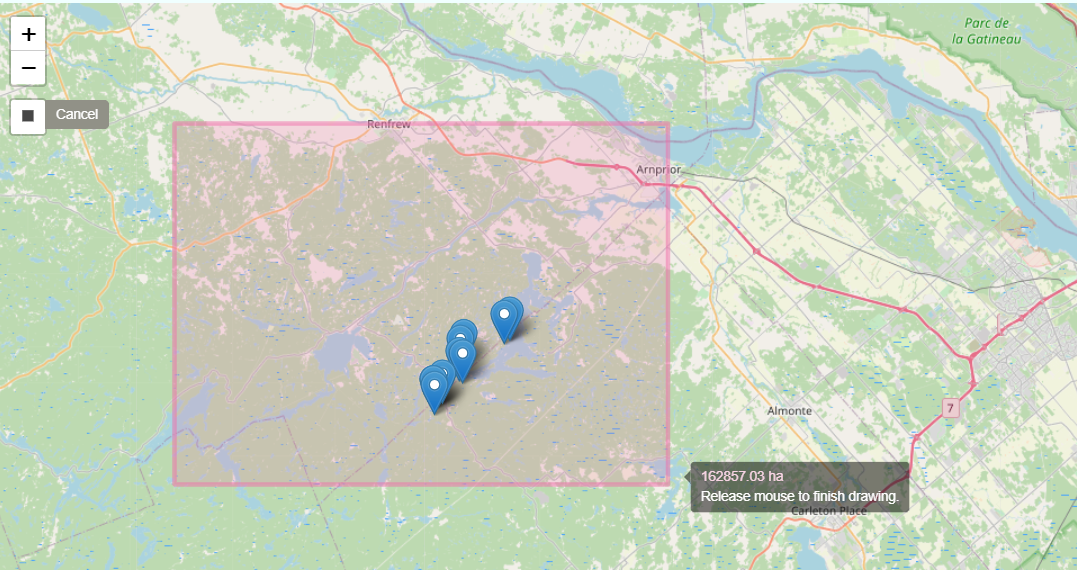 +
Parc de
la Gatineau
−
Cancel
Renfrew
Arnprior
7
Almonte
162857.03 ha
Release mouse to finish drawing.
Carleton Place